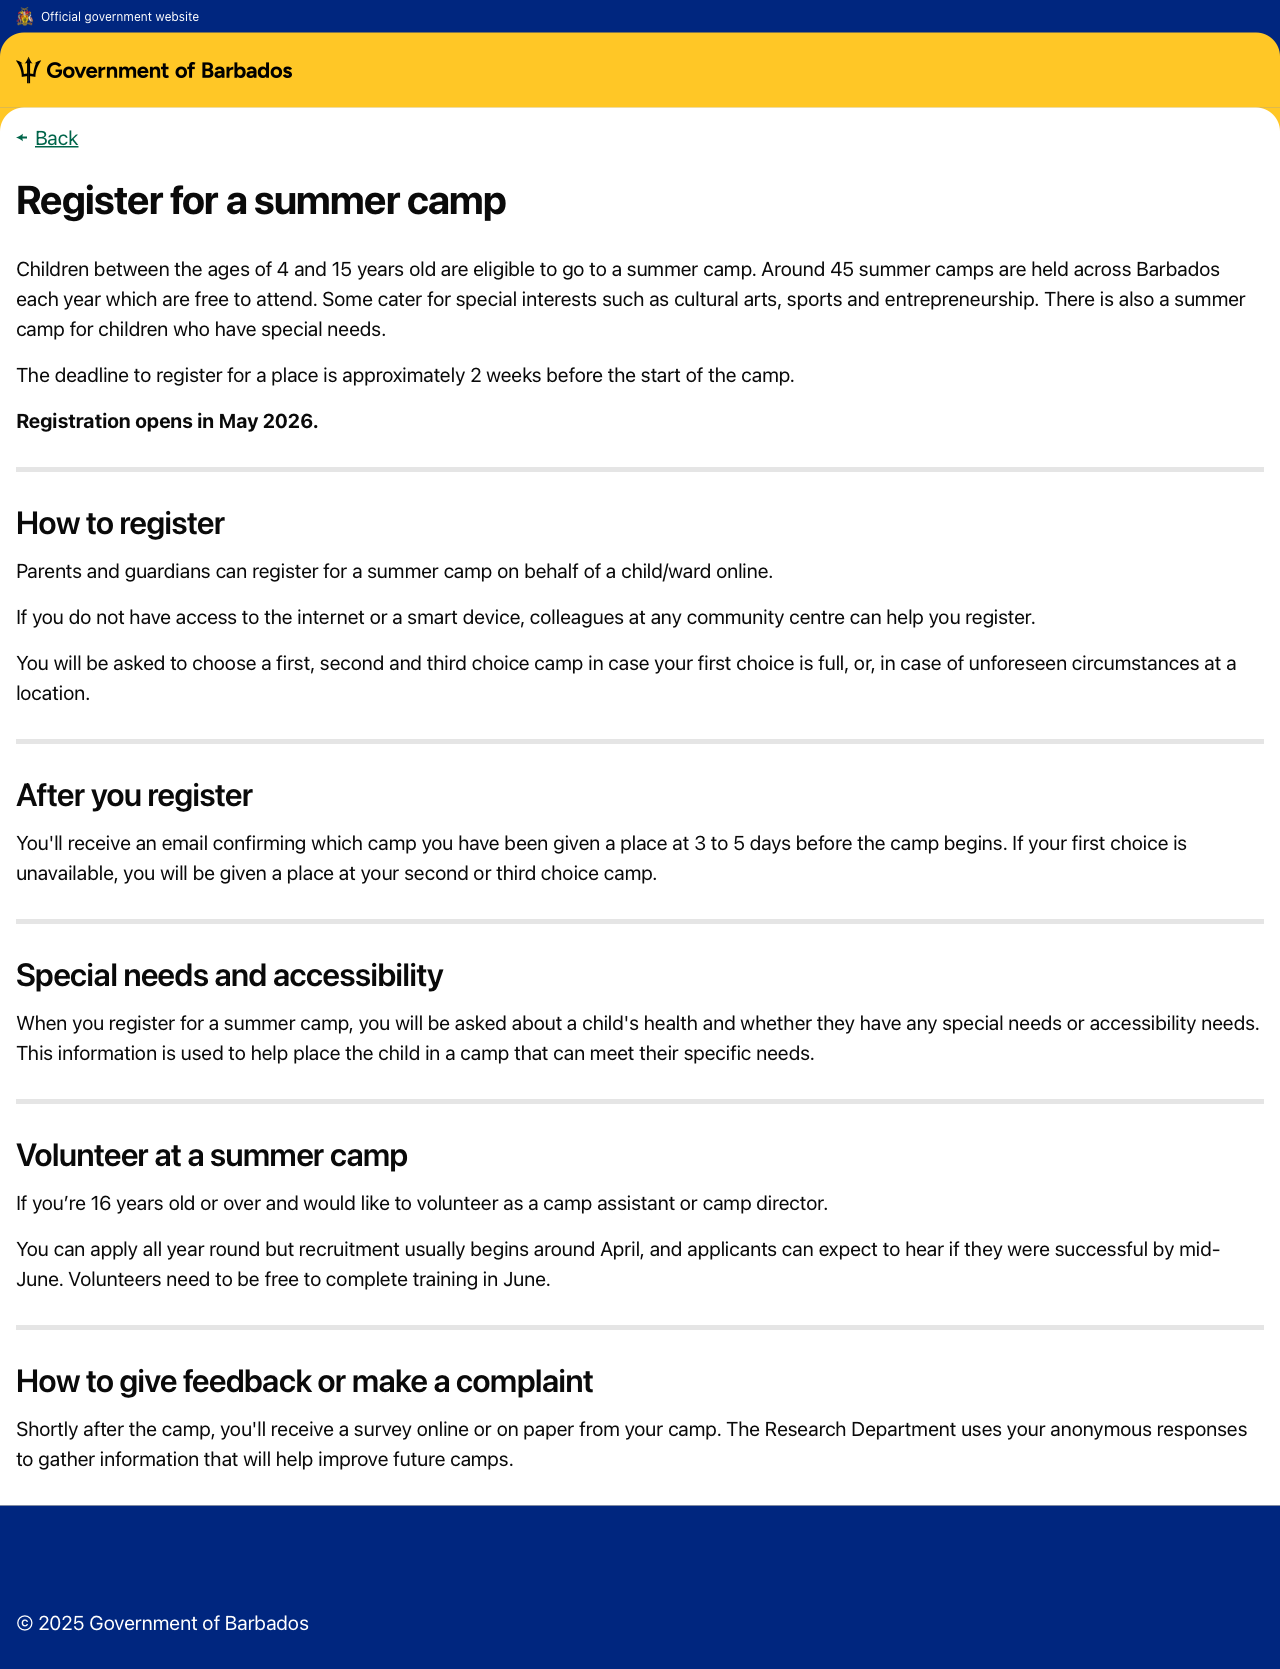 Official government website
Government of Barbados
Back
Register for a summer camp
Children between the ages of 4 and 15 years old are eligible to go to a summer camp. Around 45 summer camps are held across Barbados
each year which are free to attend. Some cater for special interests such as cultural arts, sports and entrepreneurship. There is also a summer
camp for children who have special needs.
The deadline to register for a place is approximately 2 weeks before the start of the camp.
Registration opens in May 2026.
How to register
Parents and guardians can register for a summer camp on behalf of a child/ward online.
If you do not have access to the internet or a smart device, colleagues at any community centre can help you register.
You will be asked to choose a first, second and third choice camp in case your first choice is full, or, in case of unforeseen circumstances at a
location.
After you register
You'll receive an email confirming which camp you have been given a place at 3 to 5 days before the camp begins. If your first choice is
unavailable, you will be given a place at your second or third choice camp.
Special needs and accessibility
When you register for a summer camp, you will be asked about a child's health and whether they have any special needs or accessibility needs.
This information is used to help place the child in a camp that can meet their specific needs.
Volunteer at a summer camp
If you’re 16 years old or over and would like to volunteer as a camp assistant or camp director.
You can apply all year round but recruitment usually begins around April, and applicants can expect to hear if they were successful by mid-
June. Volunteers need to be free to complete training in June.
How to give feedback or make a complaint
Shortly after the camp, you'll receive a survey online or on paper from your camp. The Research Department uses your anonymous responses
to gather information that will help improve future camps.
© 2025 Government of Barbados